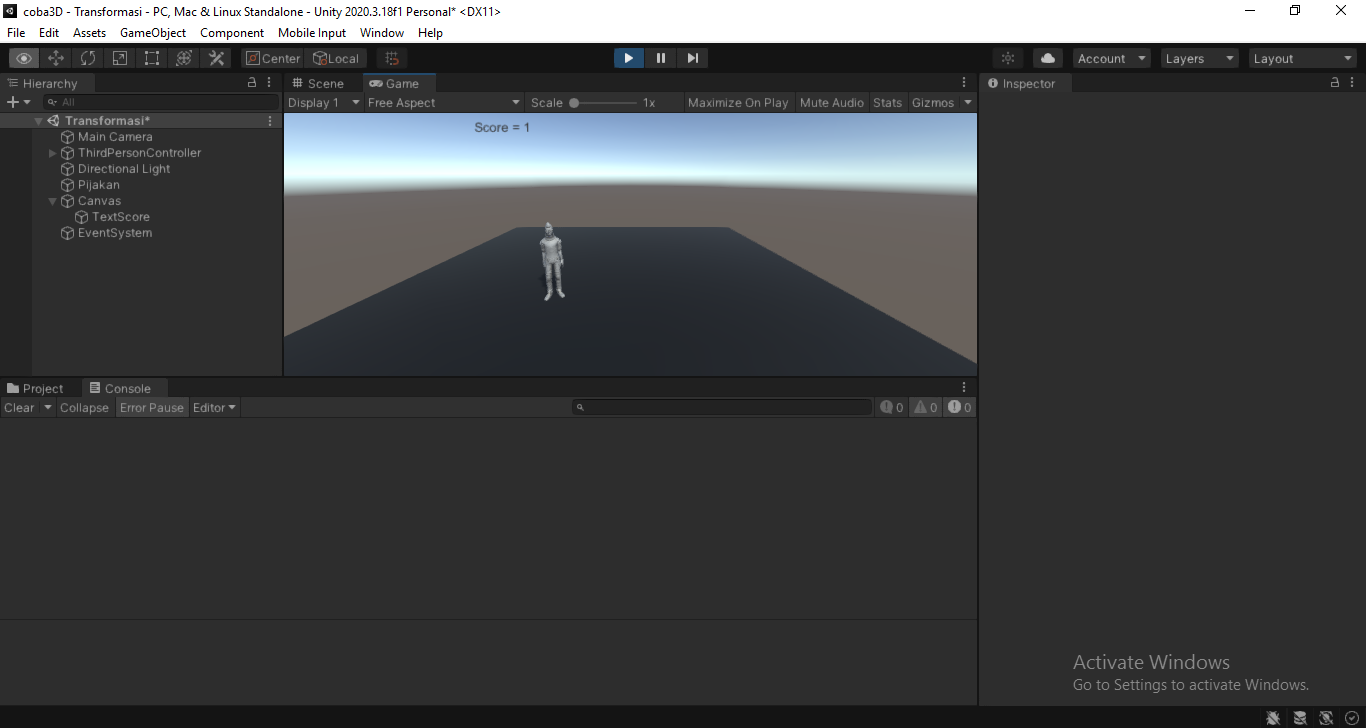 coba3D - Transformasi - PC, Mac & Linux Standalone - Unity 2020.3.18f1 Personal* <DX11>
File Edit Assets GameObject Component Mobile Input Window Help
Center Local Account Layers Layout
Hierarchy
All
Transformasi*
Main Camera
ThirdPersonController
Directional Light
Pijakan
Canvas
TextScore
EventSystem
Scene Game
Display 1 Free Aspect Scale 1x Maximize On Play Mute Audio Stats Gizmos
Score = 1
Inspector
Project Console
Clear Collapse Error Pause Editor 0 0 0
Activate Windows
Go to Settings to activate Windows.